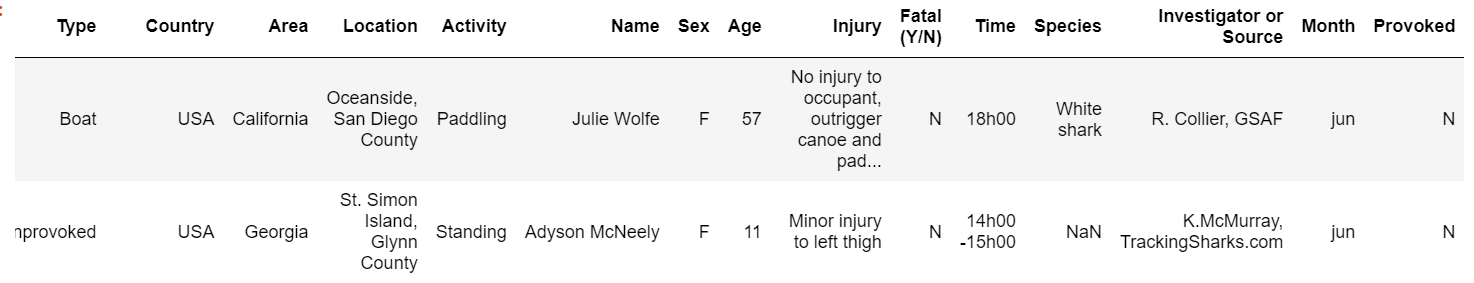 Type Country Area Location Activity Name Sex Age Injury Fatal (Y/N) Time Species Investigator or Source Month Provoked
Boat USA California Oceanside, San Diego County Paddling Julie Wolfe F 57 No injury to occupant, outrigger canoe and pad... N 18h00 White shark R. Collier, GSAF jun N
nprovoked USA Georgia St. Simon Island, Glynn County Standing Adyson McNeely F 11 Minor injury to left thigh N 14h00 -15h00 NaN K.McMurray, TrackingSharks.com jun N